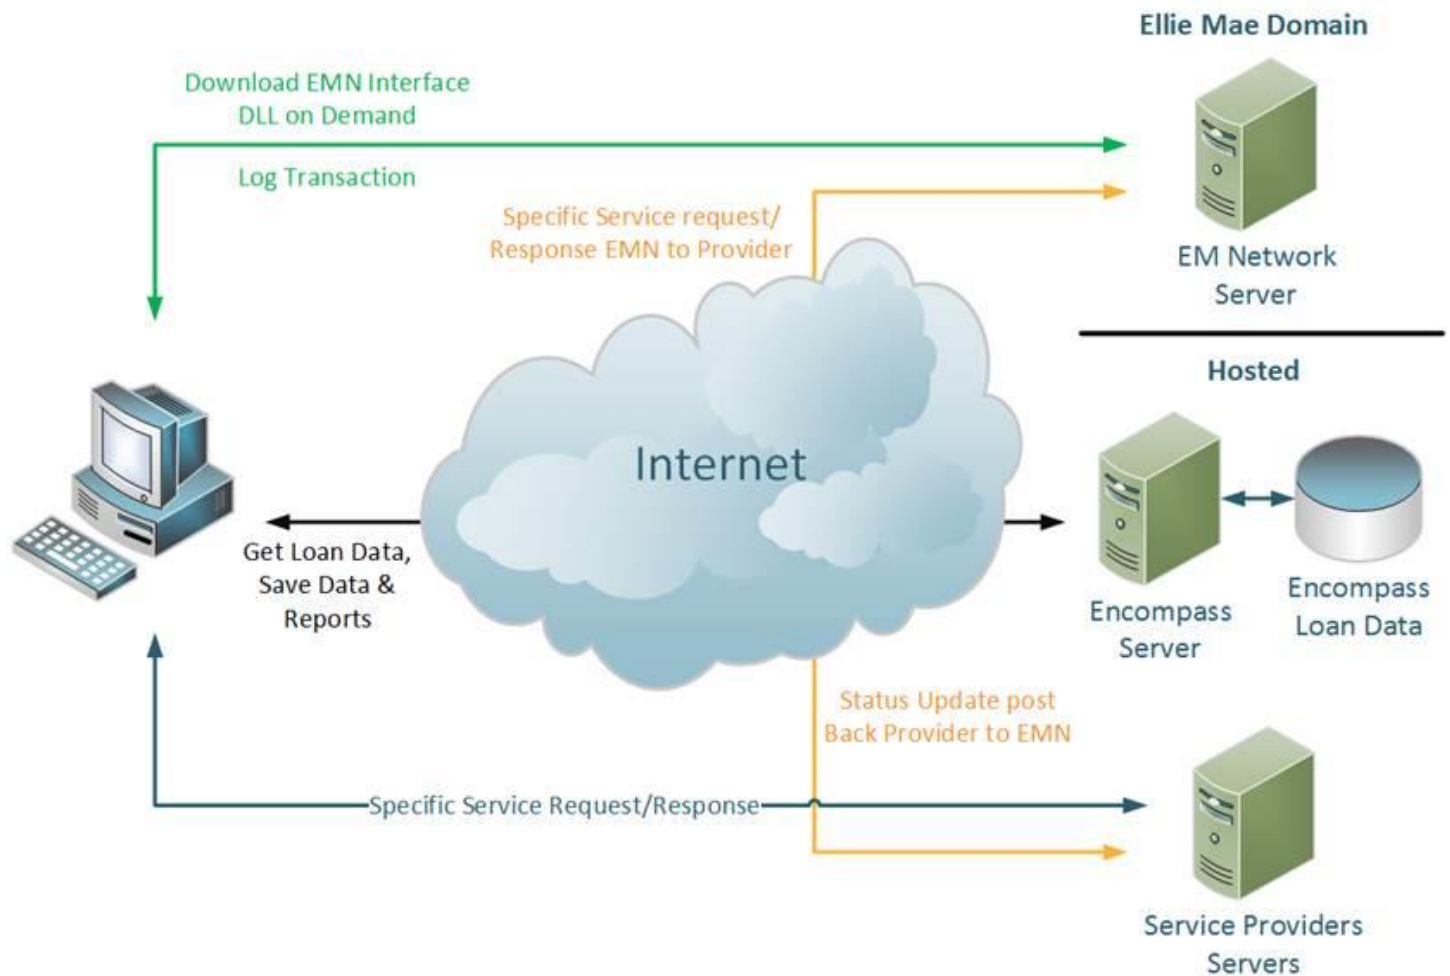 Ellie Mae Domain
Download EMN Interface
DLL on Demand
Log Transaction
Specific Service request/
Response EMN to Provider
EM Network
Server
Hosted
Internet
Get Loan Data,
Save Data &
Reports
Encompass
Server
Encompass
Loan Data
Status Update post
Back Provider to EMN
Specific Service Request/Response
Service Providers
Servers